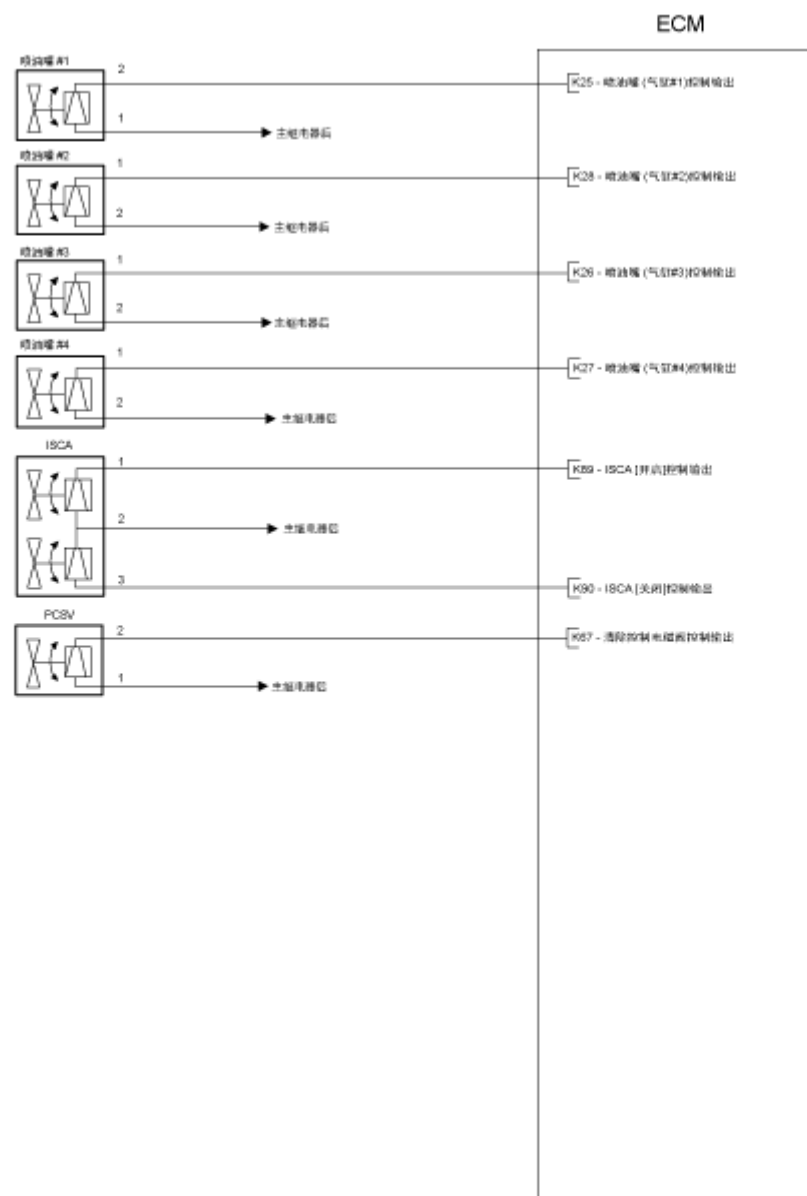 ECM
喷油嘴 #1
2
K25 - 喷油嘴 (气缸#1)控制输出
1
主继电器后
喷油嘴 #2
1
K28 - 喷油嘴 (气缸#2)控制输出
2
主继电器后
喷油嘴 #3
1
K26 - 喷油嘴 (气缸#3)控制输出
2
主继电器后
喷油嘴 #4
1
K27 - 喷油嘴 (气缸#4)控制输出
2
主继电器后
ISCA
1
K89 - ISCA [开启]控制输出
2
主继电器后
3
K90 - ISCA [关闭]控制输出
PCSV
2
K67 - 清除控制电磁阀控制输出
1
主继电器后